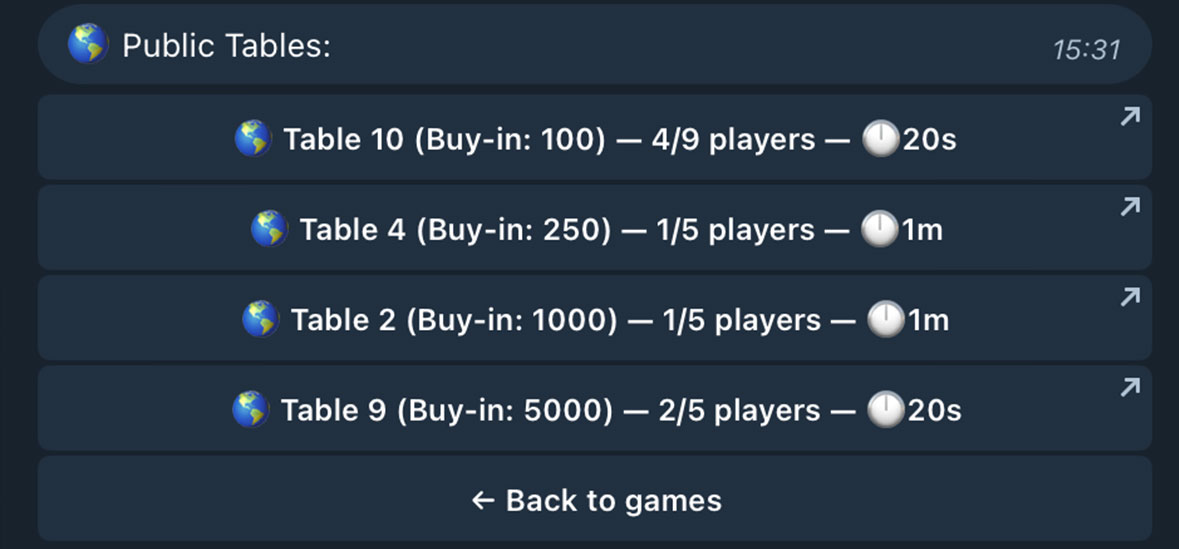 🌎 Public Tables:
15:31
🌎 Table 10 (Buy-in: 100) — 4/9 players — 🕛20s
🌎 Table 4 (Buy-in: 250) — 1/5 players — 🕛1m
🌎 Table 2 (Buy-in: 1000) — 1/5 players — 🕛1m
🌎 Table 9 (Buy-in: 5000) — 2/5 players — 🕛20s
← Back to games